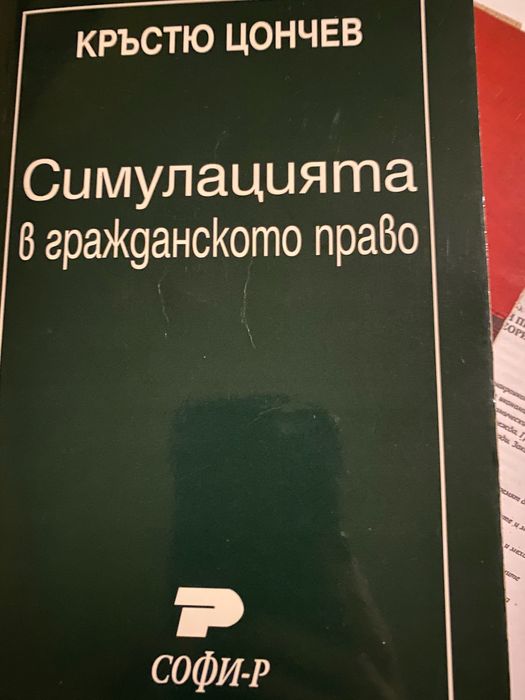 КРЪСТЮ ЦОНЧЕВ
Симулацията
в гражданското право
СОФИ-Р